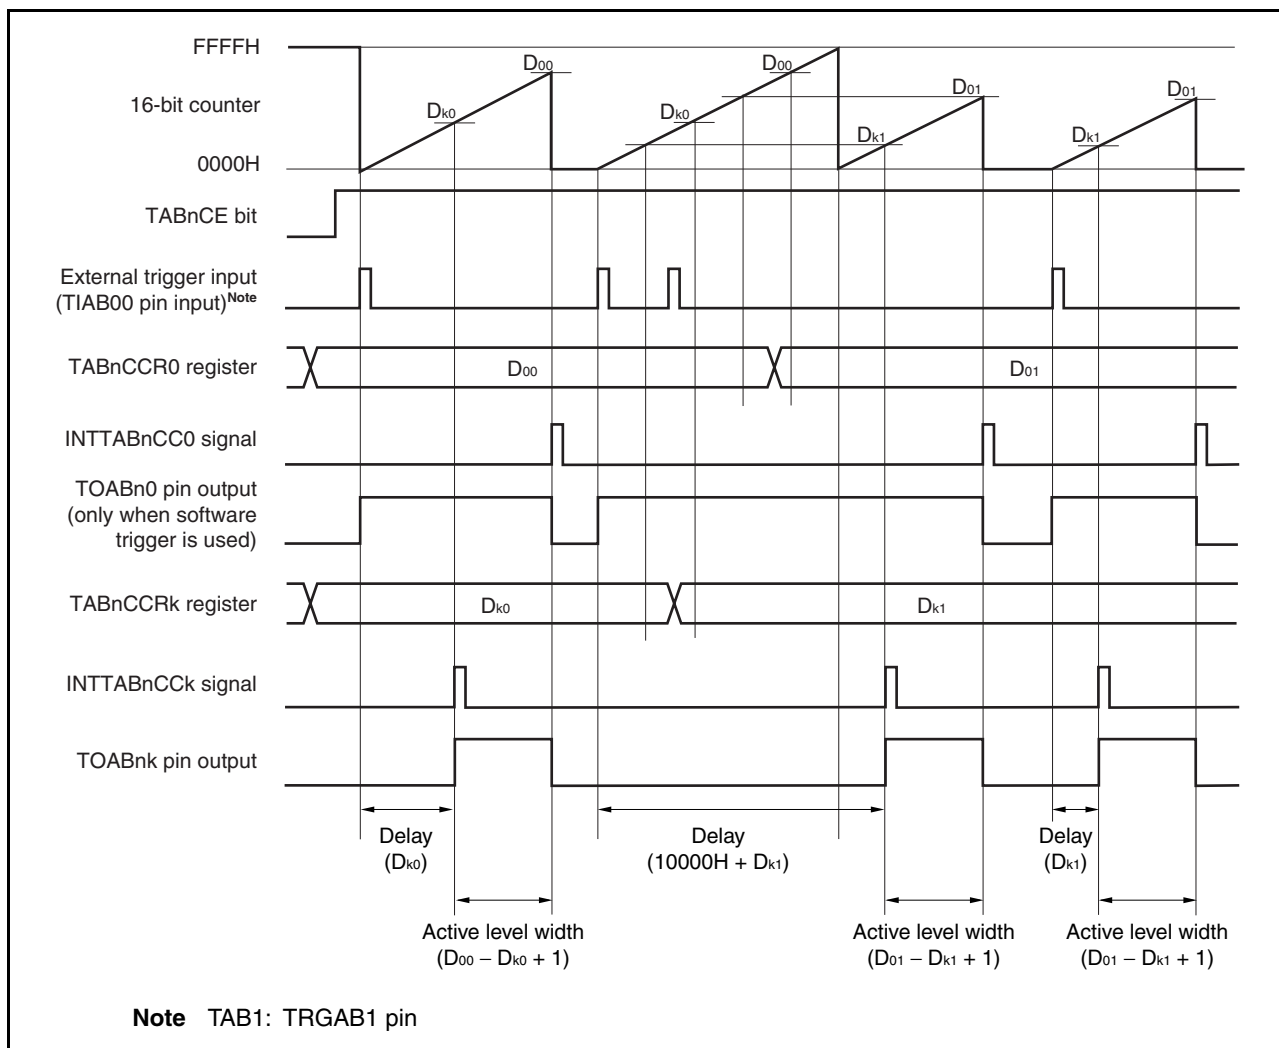 FFFFH
D00
D00
16-bit counter
Dk0
Dk0
D01
D01
Dk1
Dk1
0000H
TABnCE bit
External trigger input
(TIAB00 pin input)Note
TABnCCR0 register
D00
D01
INTTABnCC0 signal
TOABn0 pin output
(only when software
trigger is used)
TABnCCRk register
Dk0
Dk1
INTTABnCCk signal
TOABnk pin output
Delay
(Dk0)
Delay
(10000H + Dk1)
Delay
(Dk1)
Active level width
(D00 − Dk0 + 1)
Active level width
(D01 − Dk1 + 1)
Active level width
(D01 − Dk1 + 1)
Note TAB1: TRGAB1 pin